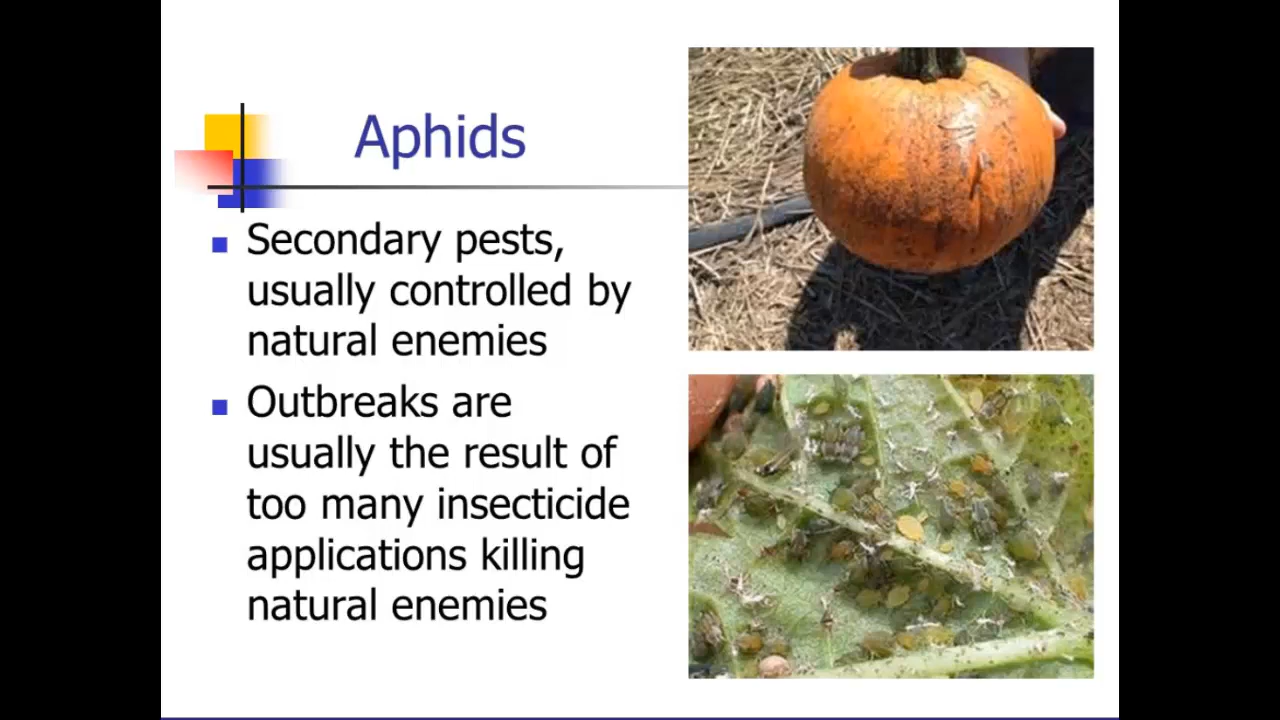 Aphids
Secondary pests,
usually controlled by
natural enemies
Outbreaks are
usually the result of
too many insecticide
applications killing
natural enemies